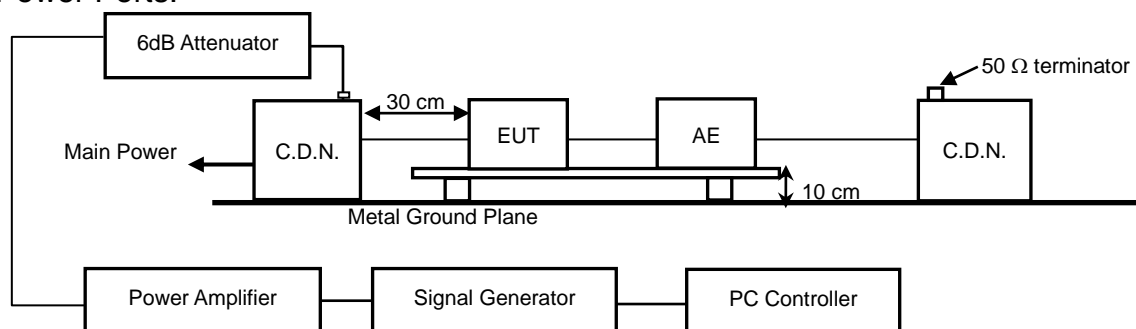 Power Ports:
6dB Attenuator
50 Ω terminator
30 cm
EUT
AE
C.D.N.
C.D.N.
Main Power
10 cm
Metal Ground Plane
Power Amplifier
Signal Generator
PC Controller